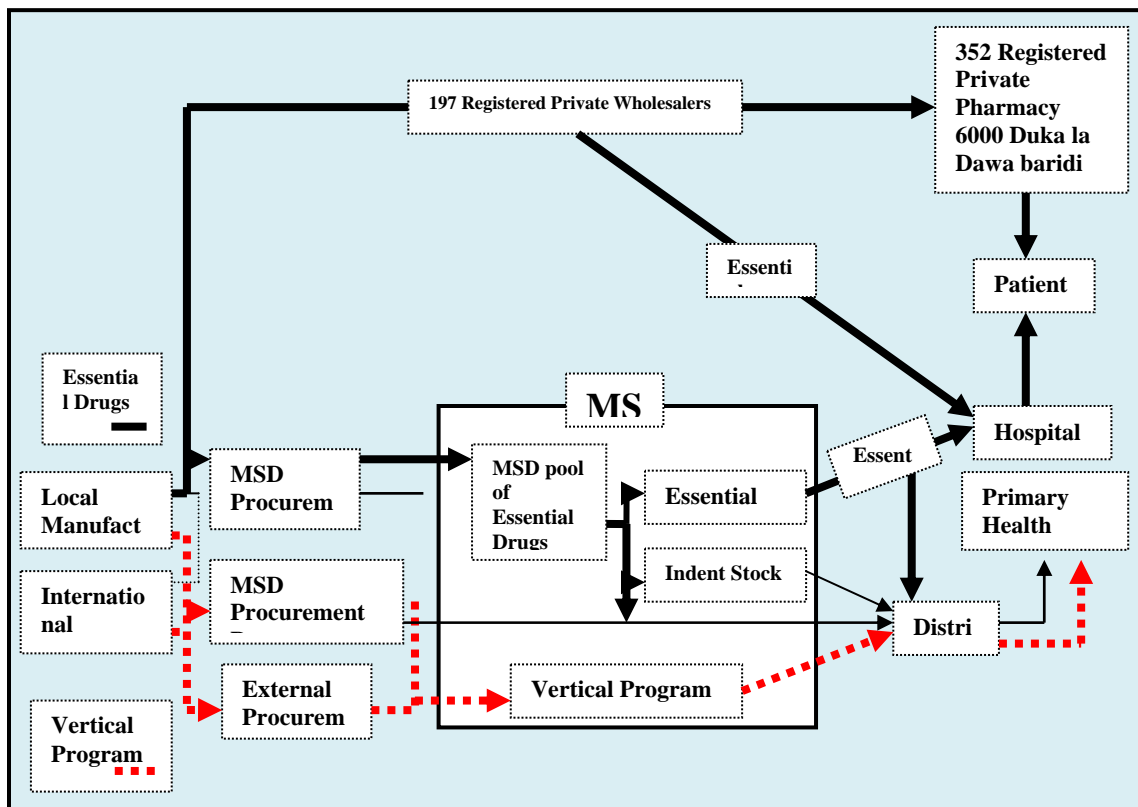 352 Registered
Private
Pharmacy
6000 Duka la
Dawa baridi
197 Registered Private Wholesalers
Essenti
Patient
Essentia
l Drugs
MS
Hospital
Essent
MSD
Procurem
MSD pool
of
Essential
Drugs
Essential
Primary
Health
Local
Manufact
Indent Stock
Internatio
nal
MSD
Procurement
Distri
External
Procurem
Vertical Program
Vertical
Program